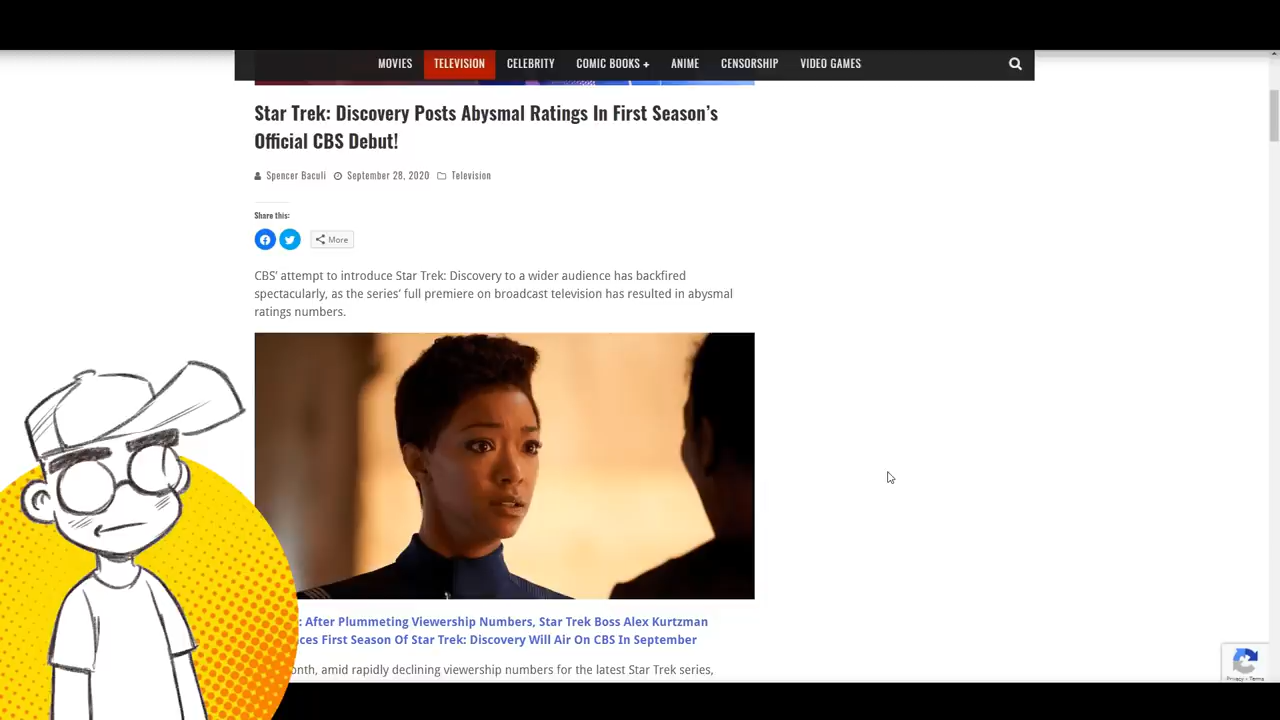 MOVIES TELEVISION CELEBRITY COMIC BOOKS + ANIME CENSORSHIP VIDEO GAMES
Star Trek: Discovery Posts Abysmal Ratings In First Season's
Official CBS Debut!
Spencer Baculi September 28, 2020 Television
Share this:
More
CBS' attempt to introduce Star Trek: Discovery to a wider audience has backfired
spectacularly, as the series' full premiere on broadcast television has resulted in abysmal
ratings numbers.
: After Plummeting Viewership Numbers, Star Trek Boss Alex Kurtzman
ces First Season Of Star Trek: Discovery Will Air On CBS In September
onth, amid rapidly declining viewership numbers for the latest Star Trek series,
Privacy - Terms